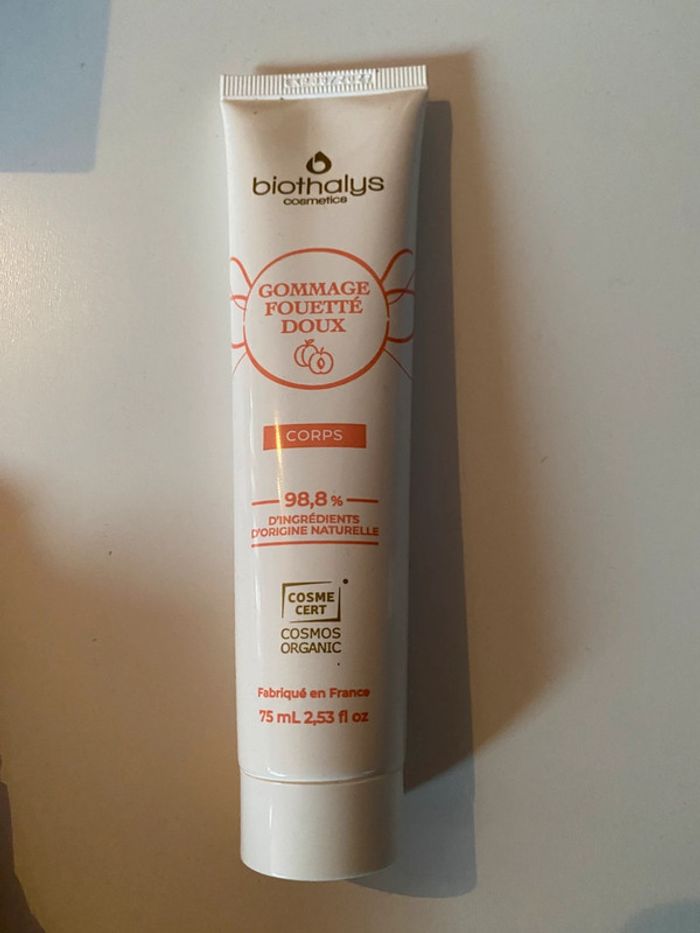 biothalys
cosmetics
GOMMAGE
FOUETTÉ
DOUX
CORPS
98,8 %
D'INGRÉDIENTS
D'ORIGINE NATURELLE
COSME
CERT
COSMOS
ORGANIC
Fabriqué en France
75 mL 2,53 fl oz